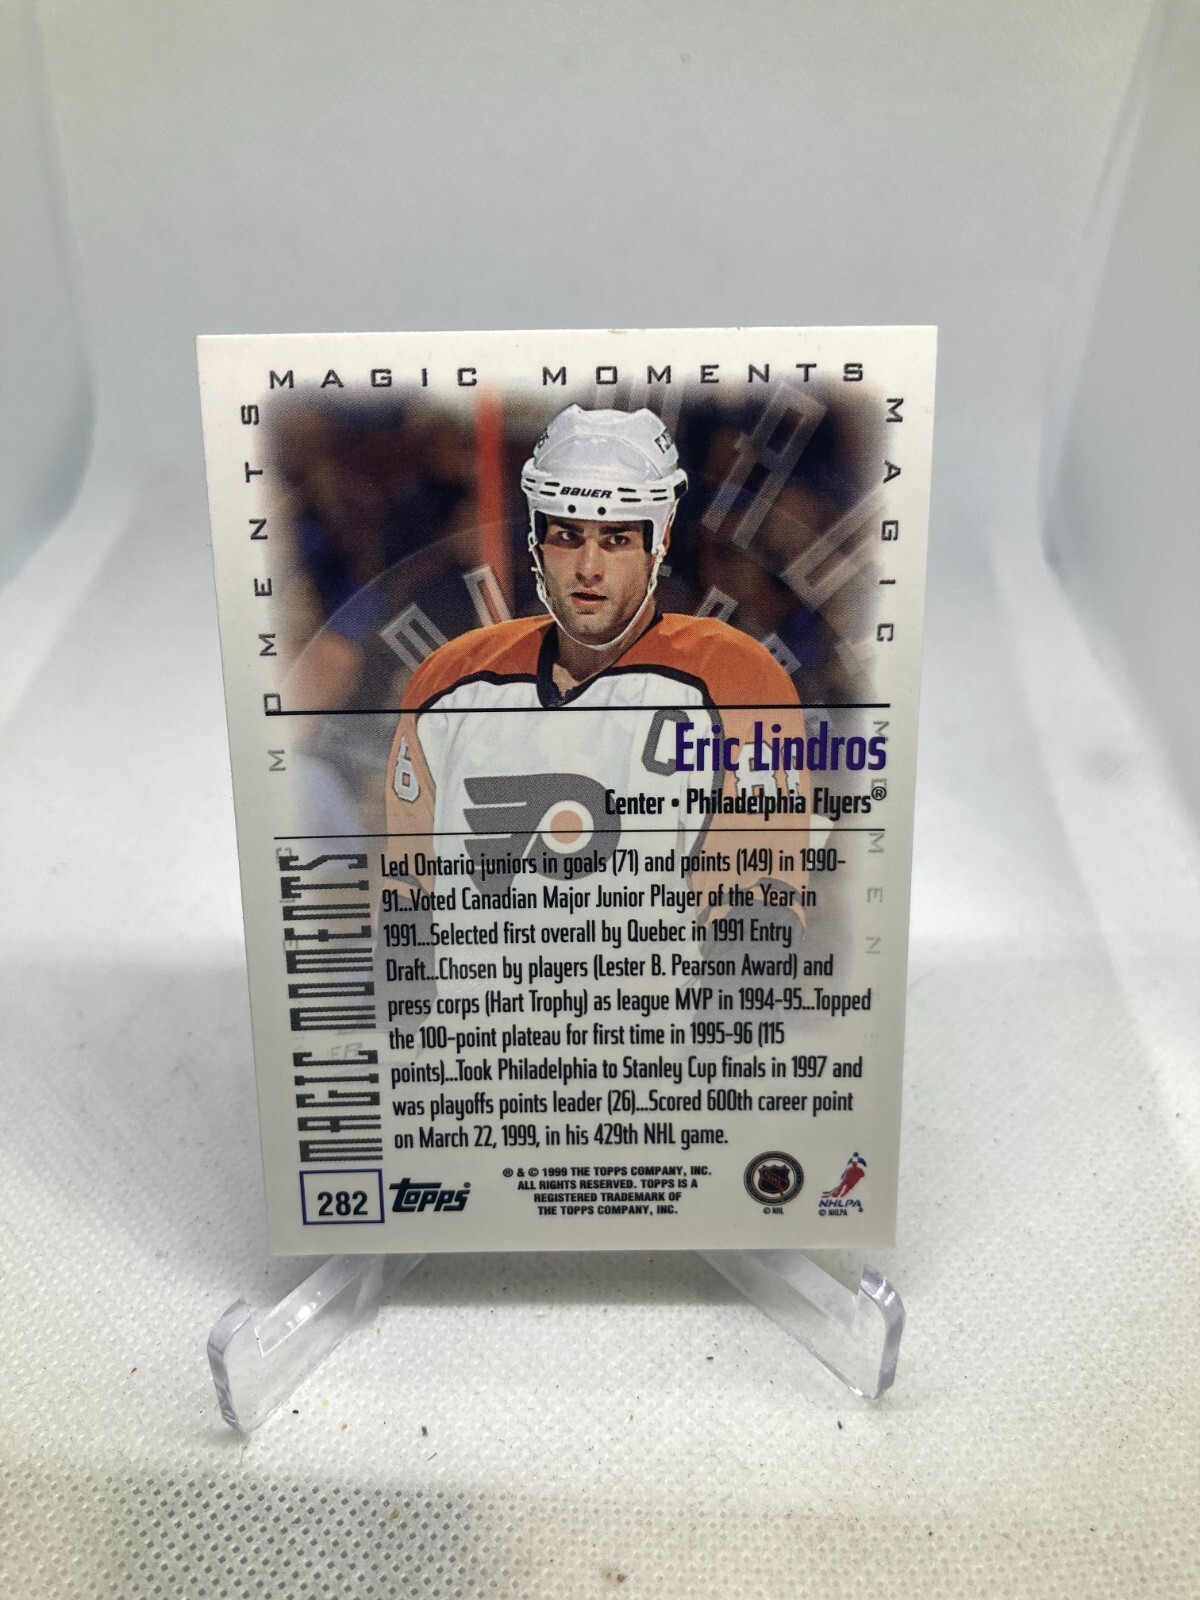 MAGIC MOMENTS
MOMENTS
MAGIC
BAUER
C
Eric Lindros
Center • Philadelphia Flyers®
MAGIC MOMENTS
Led Ontario juniors in goals (71) and points (149) in 1990-
91...Voted Canadian Major Junior Player of the Year in
1991...Selected first overall by Quebec in 1991 Entry
Draft...Chosen by players (Lester B. Pearson Award) and
press corps (Hart Trophy) as league MVP in 1994-95...Topped
the 100-point plateau for first time in 1995-96 (115
points)...Took Philadelphia to Stanley Cup finals in 1997 and
was playoffs points leader (26)...Scored 600th career point
on March 22, 1999, in his 429th NHL game.
282
topps®
® & © 1999 THE TOPPS COMPANY, INC.
ALL RIGHTS RESERVED. TOPPS IS A
REGISTERED TRADEMARK OF
THE TOPPS COMPANY, INC.
© NHL
NHLPA
© NHLPA